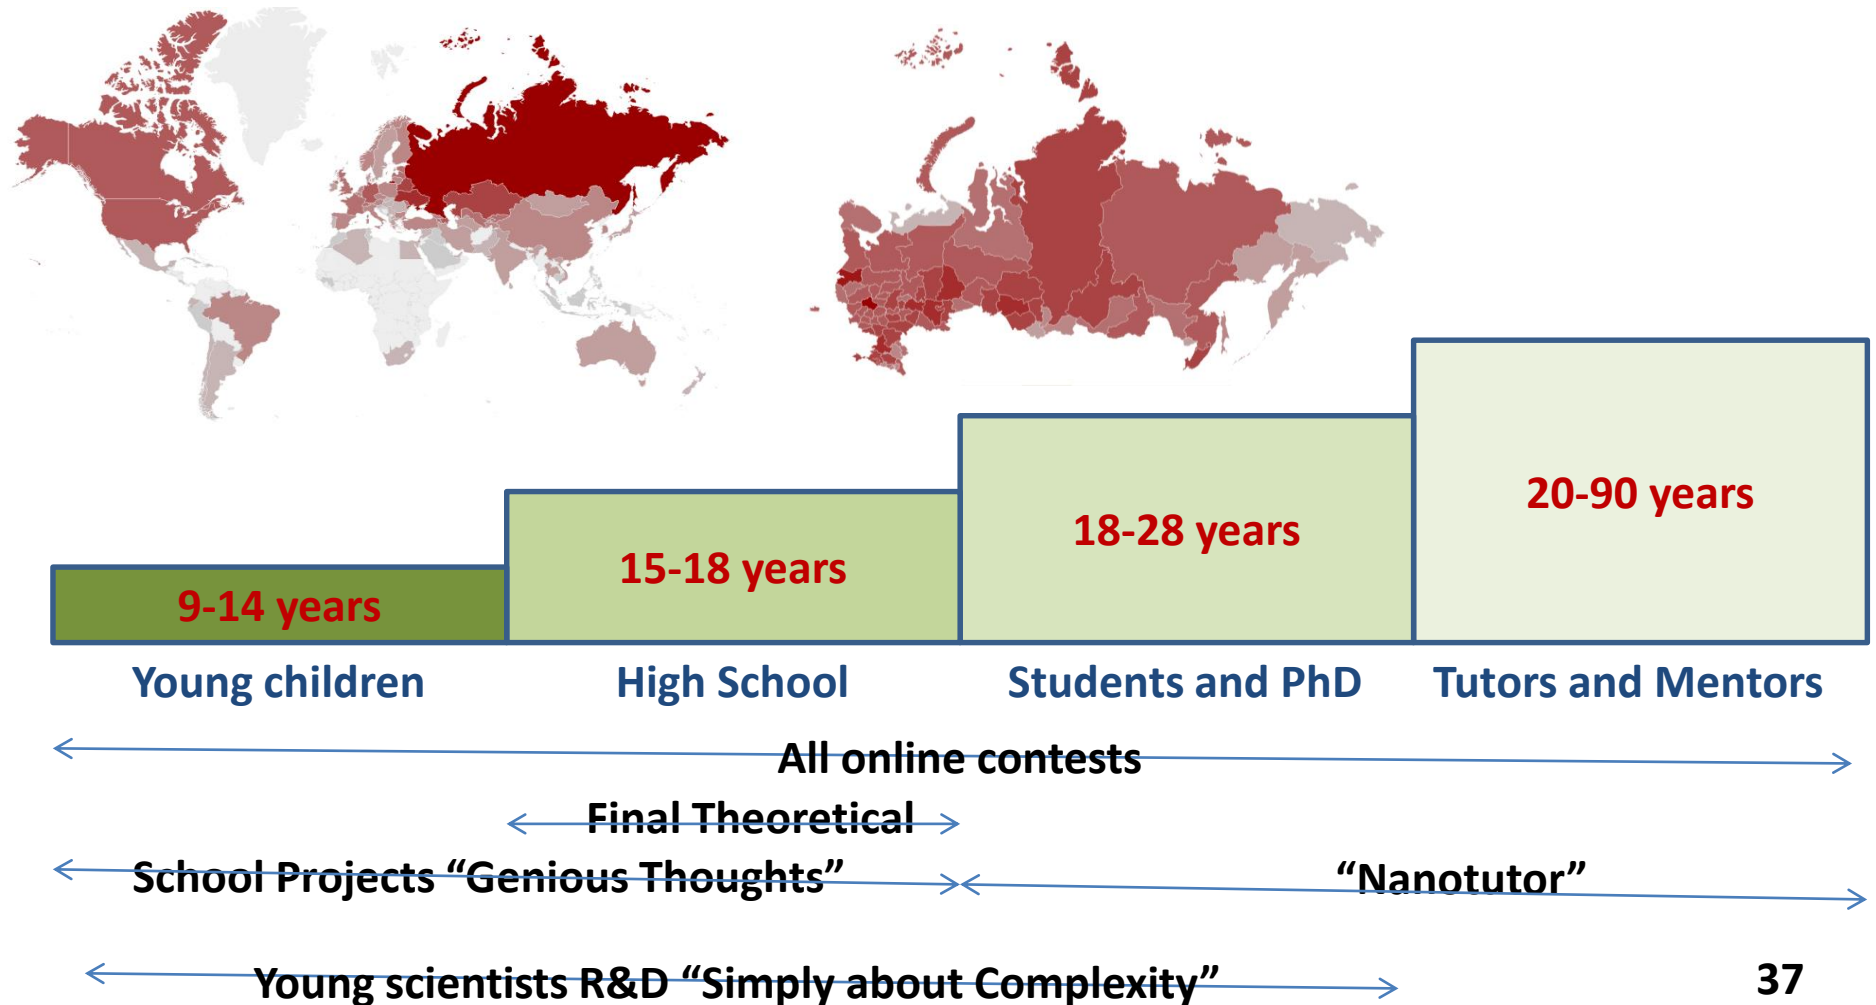 9-14 years
15-18 years
18-28 years
20-90 years
Young children
High School
Students and PhD
Tutors and Mentors
All online contests
Final Theoretical
School Projects “Genious Thoughts”
“Nanotutor”
Young scientists R&D “Simply about Complexity”
37